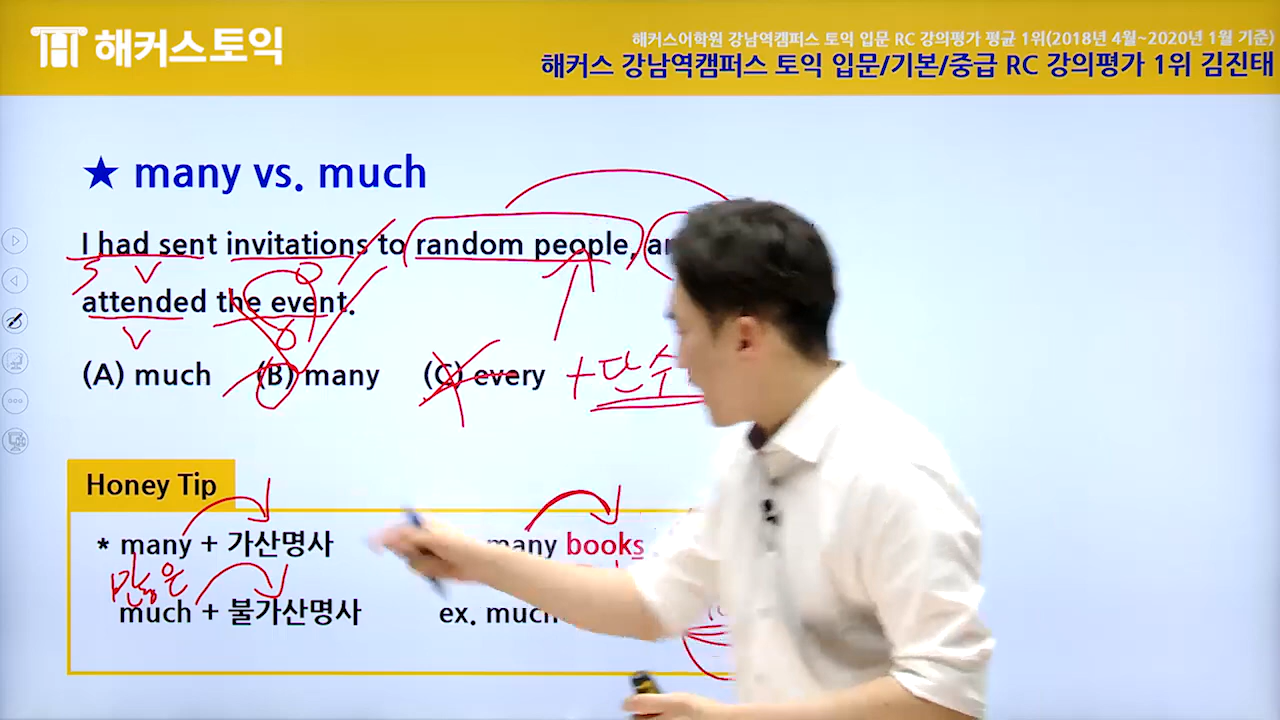 해커스토익
해커스어학원 강남역캠퍼스 토익 입문 RC 강의평가 평균 1위(2018년 4월~2020년 1월 기준)
해커스 강남역캠퍼스 토익 입문/기본/중급 RC 강의평가 1위 김진태
★ many vs. much
I had sent invitations to random people,
S V
attended the event.
V
(A) much (B) many (C) every + 단수
Honey Tip
* many + 가산명사 many books
많은
much + 불가산명사 ex. much